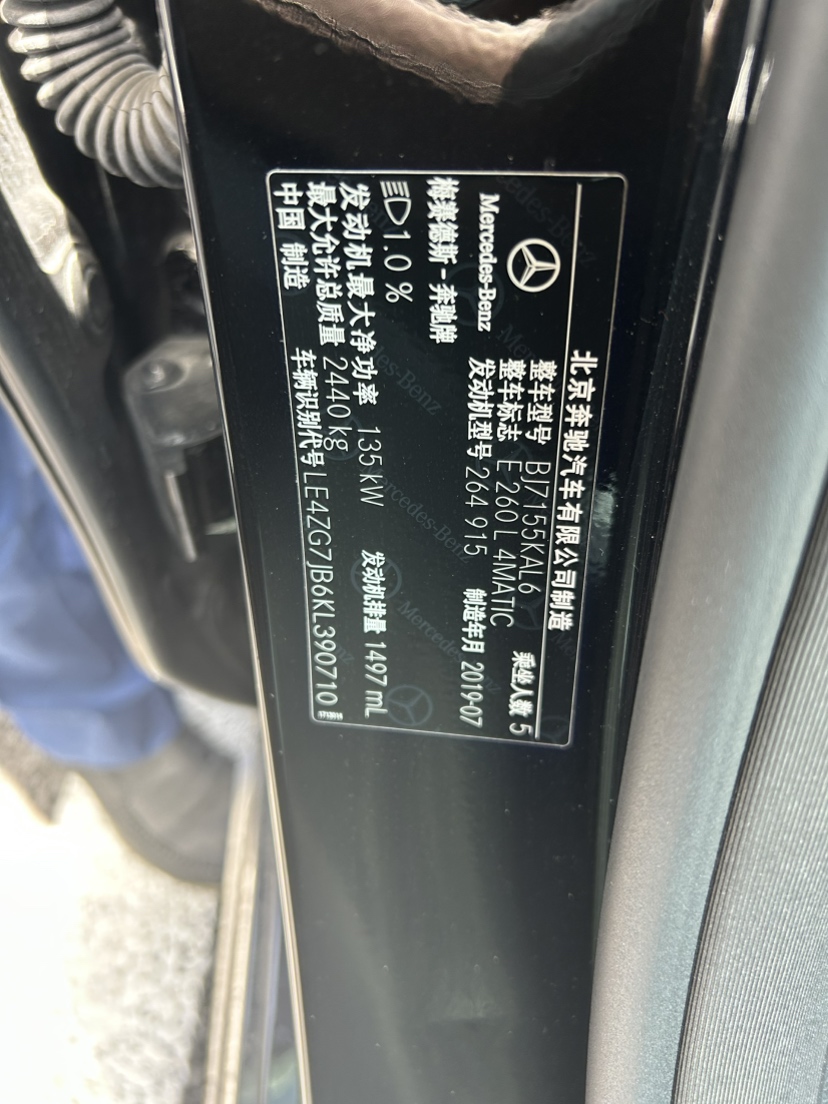 北京奔驰汽车有限公司制造
Mercedes-Benz
整车型号 BJ7155KAL6 乘坐人数 5
整车标志 E 260 L 4MATIC
发动机型号 264 915 制造年月 2019-07
梅赛德斯-奔驰牌
1.0 %
发动机最大净功率 135 kW 发动机排量 1497 mL
最大允许总质量 2440 kg
中国 制造 车辆识别代号 LE4ZG7JB6KL390710